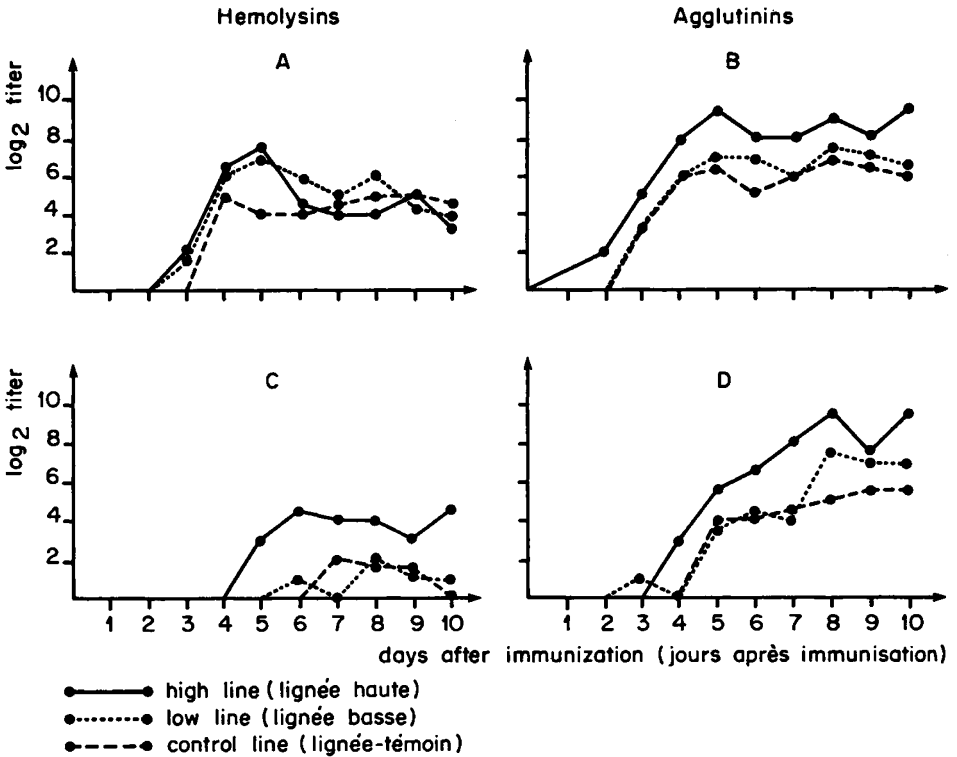 Hemolysins
Agglutinins
A
B
log2 titer
10
8
6
4
2
C
D
log2 titer
10
8
6
4
2
1 2 3 4 5 6 7 8 9 10
1 2 3 4 5 6 7 8 9 10
days after immunization (jours après immunisation)
high line (lignée haute)
low line (lignée basse)
control line (lignée-témoin)